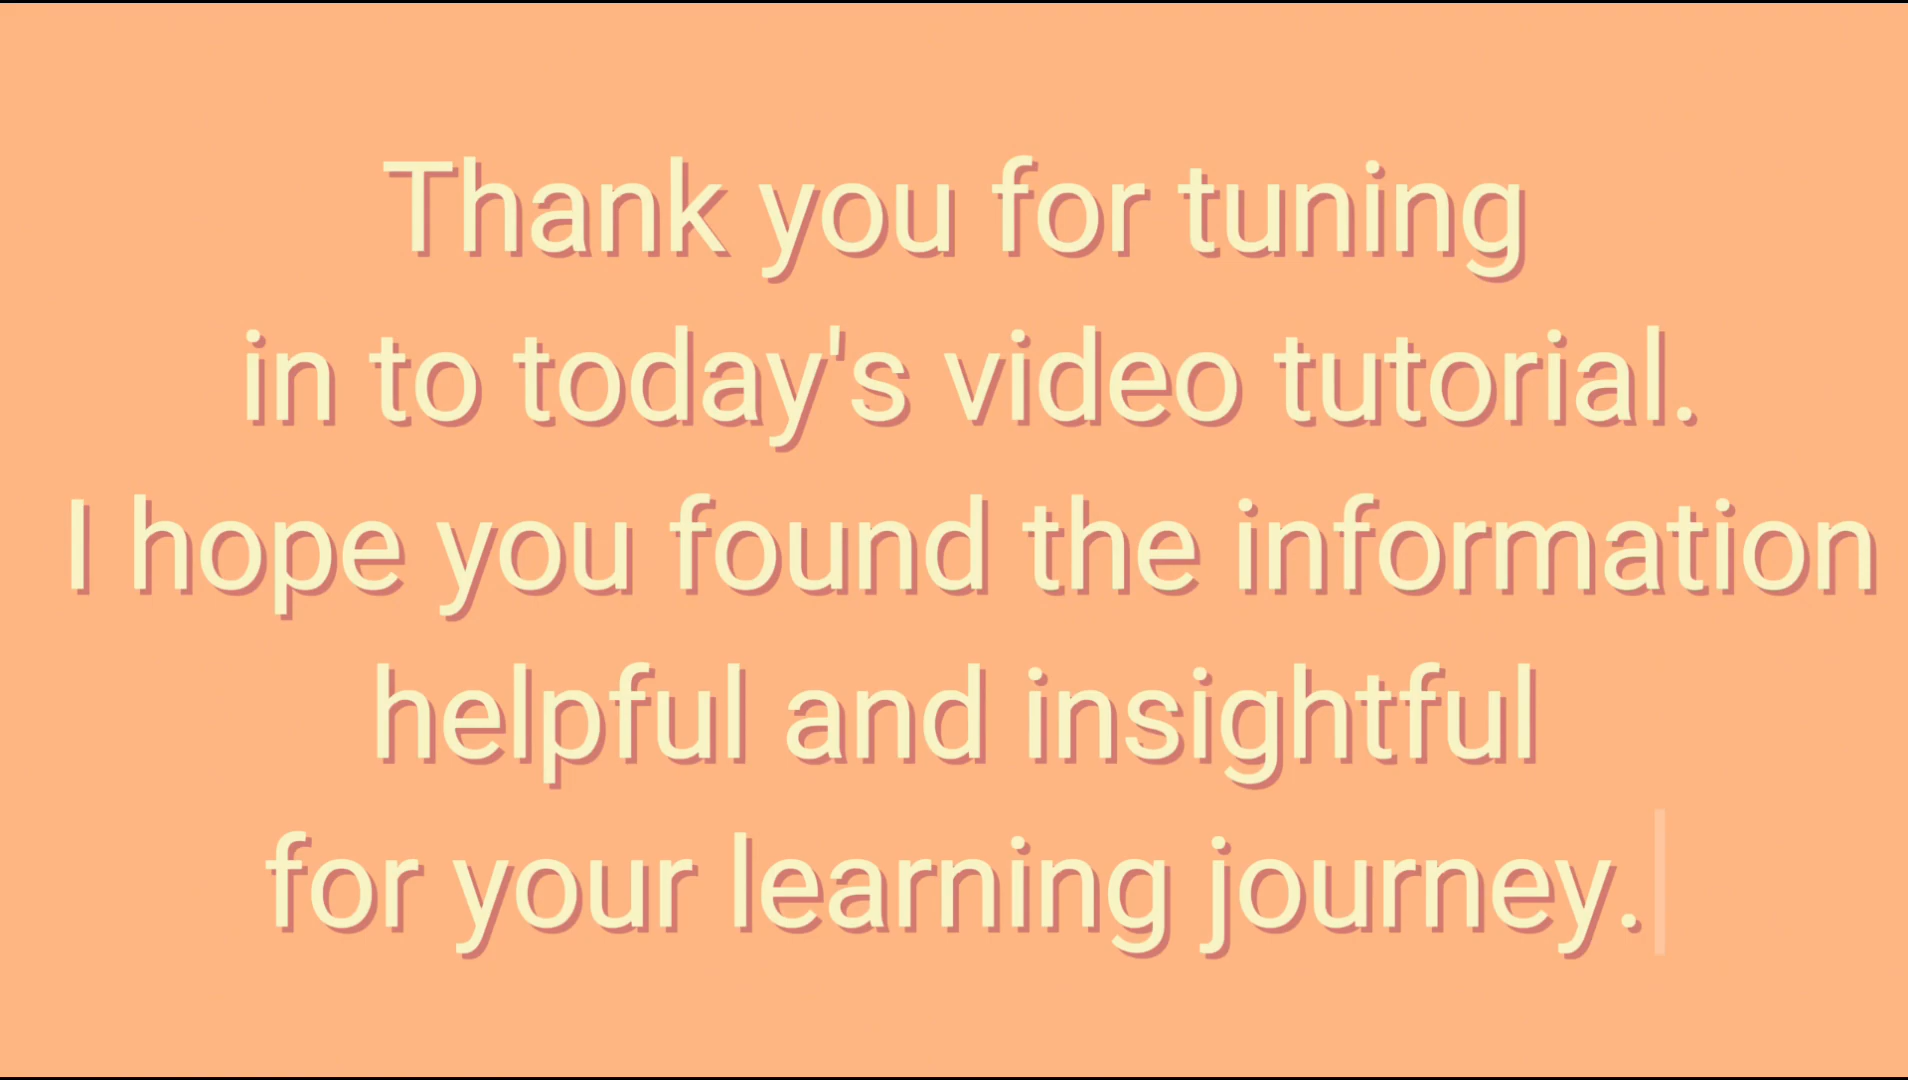 Thank you for tuning
in to today's video tutorial.
I hope you found the information
helpful and insightful
for your learning journey.